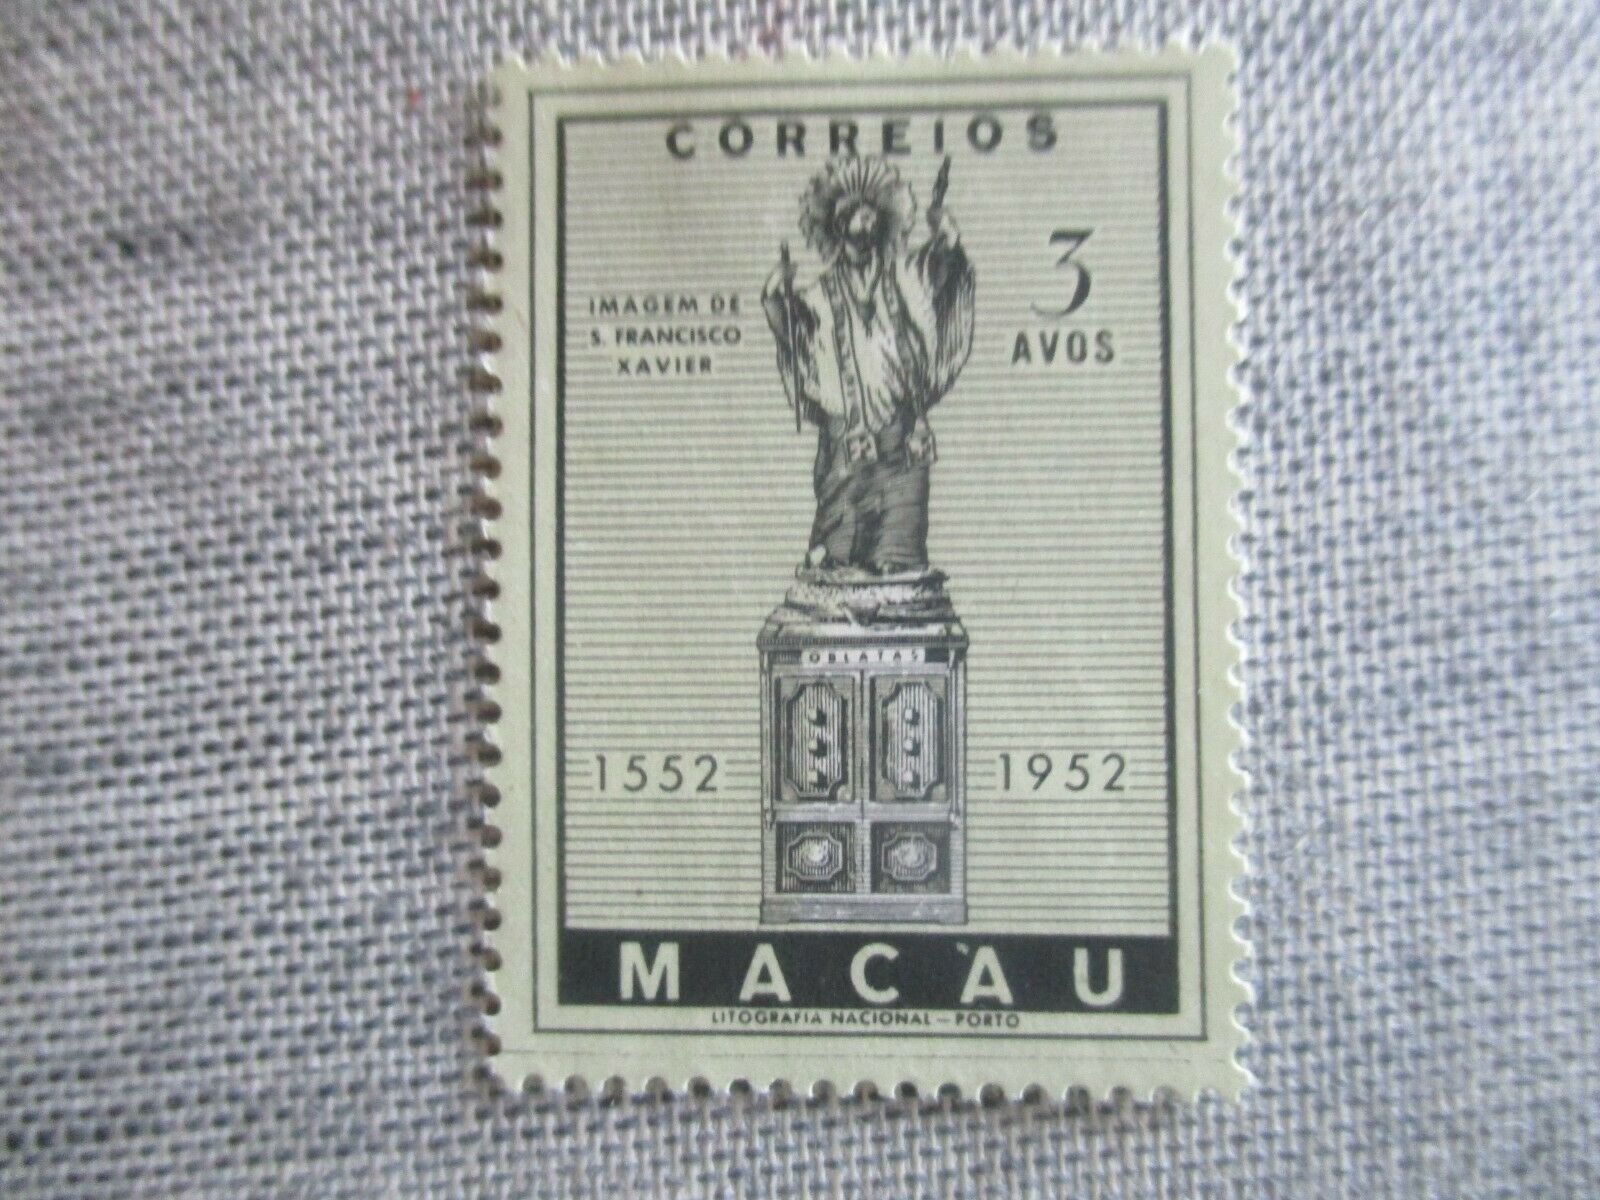 CORREIOS
3
AVOS
IMAGEM DE
S. FRANCISCO
XAVIER
OBLATAS
1552
1952
MACAU
LITOGRAFIA NACIONAL - PORTO